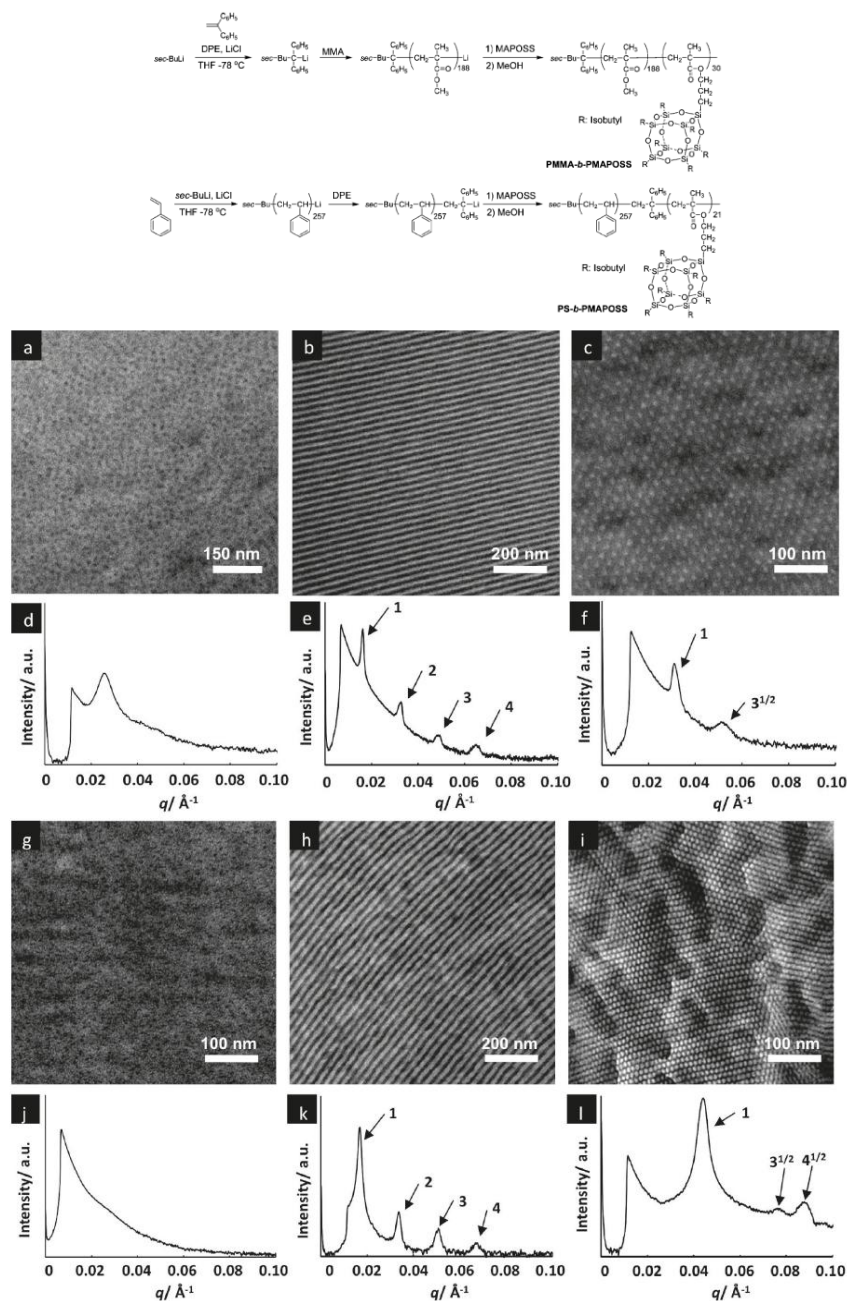 C₆H₅
C₆H₅
sec-BuLi
DPE, LiCl
THF -78 °C
sec-Bu C Li
C₆H₅
C₆H₅
MMA
sec-Bu C₆H₅ C₆H₅ ( CH₂ CH₃ O O CH₃ )188 Li
1) MAPOSS
2) MeOH
sec-Bu C₆H₅ C₆H₅ ( CH₂ CH₃ O O CH₃ )188 ( CH₂ CH₃ O O CH₂ CH₂ CH₂ )30
R: Isobutyl
PMMA-b-PMAPOSS
sec-BuLi, LiCl
THF -78 °C
sec-Bu ( CH₂-CH )257 Li
DPE
sec-Bu ( CH₂-CH )257 CH₂ C₆H₅ C₆H₅ Li
1) MAPOSS
2) MeOH
sec-Bu ( CH₂-CH )257 CH₂ C₆H₅ C₆H₅ ( CH₂ CH₃ O O CH₂ CH₂ CH₂ )21
R: Isobutyl
PS-b-PMAPOSS
a
150 nm
b
200 nm
c
100 nm
d
Intensity/ a.u.
0 0.02 0.04 0.06 0.08 0.10
q/ Å⁻¹
e
1
2
3
4
Intensity/ a.u.
0 0.02 0.04 0.06 0.08 0.10
q/ Å⁻¹
f
1
3^1/2
Intensity/ a.u.
0 0.02 0.04 0.06 0.08 0.10
q/ Å⁻¹
g
100 nm
h
200 nm
i
100 nm
j
Intensity/ a.u.
0 0.02 0.04 0.06 0.08 0.10
q/ Å⁻¹
k
1
2
3
4
Intensity/ a.u.
0 0.02 0.04 0.06 0.08 0.10
q/ Å⁻¹
l
1
3^1/2
4^1/2
Intensity/ a.u.
0 0.02 0.04 0.06 0.08 0.10
q/ Å⁻¹